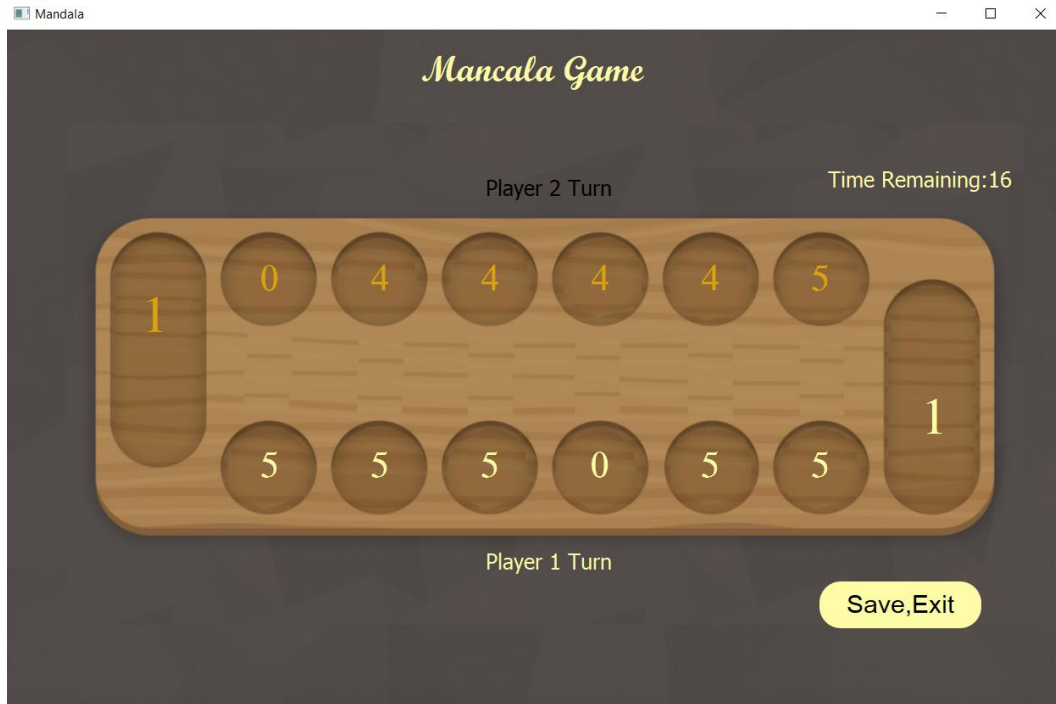 Mandala
Mancala Game
Time Remaining:16
Player 2 Turn
0 4 4 4 4 5
1
1
5 5 5 0 5 5
Player 1 Turn
Save,Exit